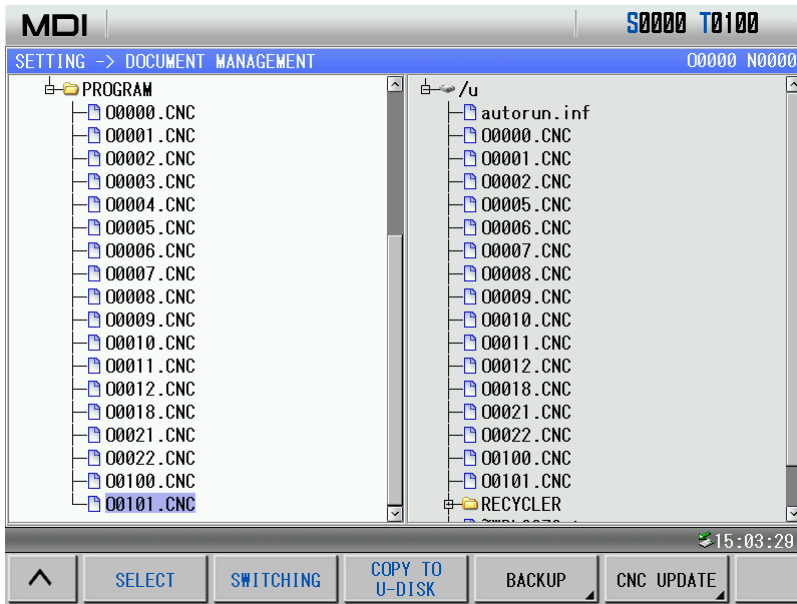 MDI
S0000 T0100
SETTING -> DOCUMENT MANAGEMENT
O0000 N0000
PROGRAM
O0000.CNC
O0001.CNC
O0002.CNC
O0003.CNC
O0004.CNC
O0005.CNC
O0006.CNC
O0007.CNC
O0008.CNC
O0009.CNC
O0010.CNC
O0011.CNC
O0012.CNC
O0018.CNC
O0021.CNC
O0022.CNC
O0100.CNC
O0101.CNC
/u
autorun.inf
O0000.CNC
O0001.CNC
O0002.CNC
O0005.CNC
O0006.CNC
O0007.CNC
O0008.CNC
O0009.CNC
O0010.CNC
O0011.CNC
O0012.CNC
O0018.CNC
O0021.CNC
O0022.CNC
O0100.CNC
O0101.CNC
RECYCLER
15:03:29
SELECT
SWITCHING
COPY TO
U-DISK
BACKUP
CNC UPDATE